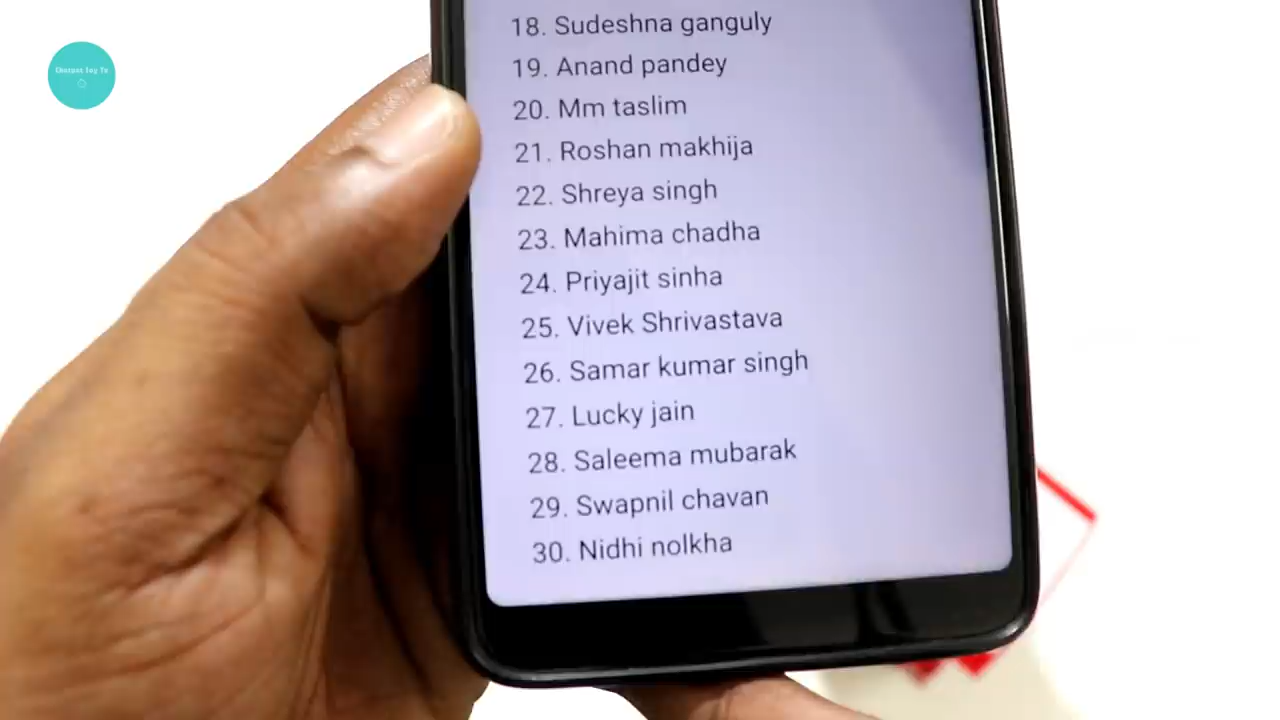 18. Sudeshna ganguly
19. Anand pandey
20. Mm taslim
21. Roshan makhija
22. Shreya singh
23. Mahima chadha
24. Priyajit sinha
25. Vivek Shrivastava
26. Samar kumar singh
27. Lucky jain
28. Saleema mubarak
29. Swapnil chavan
30. Nidhi nolkha